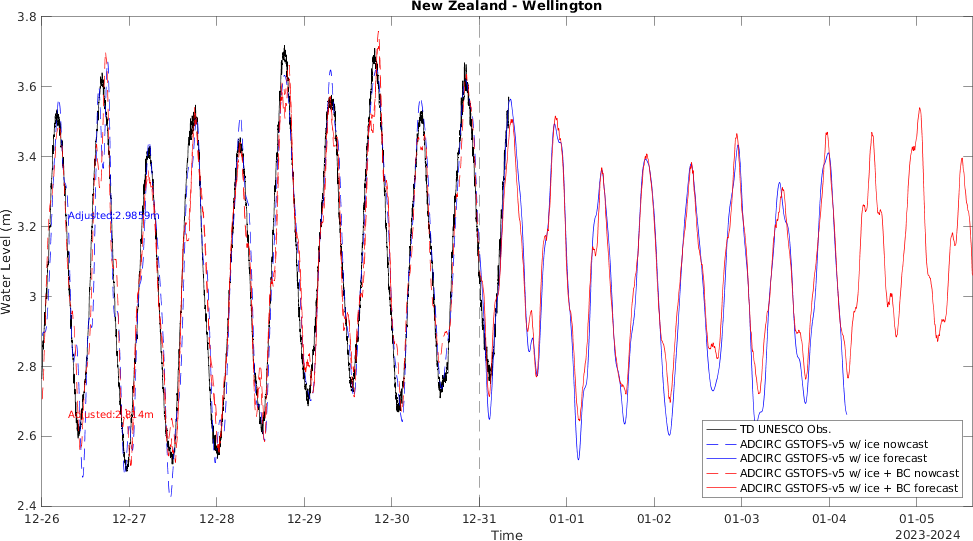 New Zealand - Wellington
3.8
3.6
3.4
3.2
3
2.8
2.6
2.4
Water Level (m)
Adjusted:2.9859m
Adjusted:2.814m
TD UNESCO Obs.
ADCIRC GSTOFS-v5 w/ ice nowcast
ADCIRC GSTOFS-v5 w/ ice forecast
ADCIRC GSTOFS-v5 w/ ice + BC nowcast
ADCIRC GSTOFS-v5 w/ ice + BC forecast
12-26 12-27 12-28 12-29 12-30 12-31 01-01 01-02 01-03 01-04 01-05
Time
2023-2024